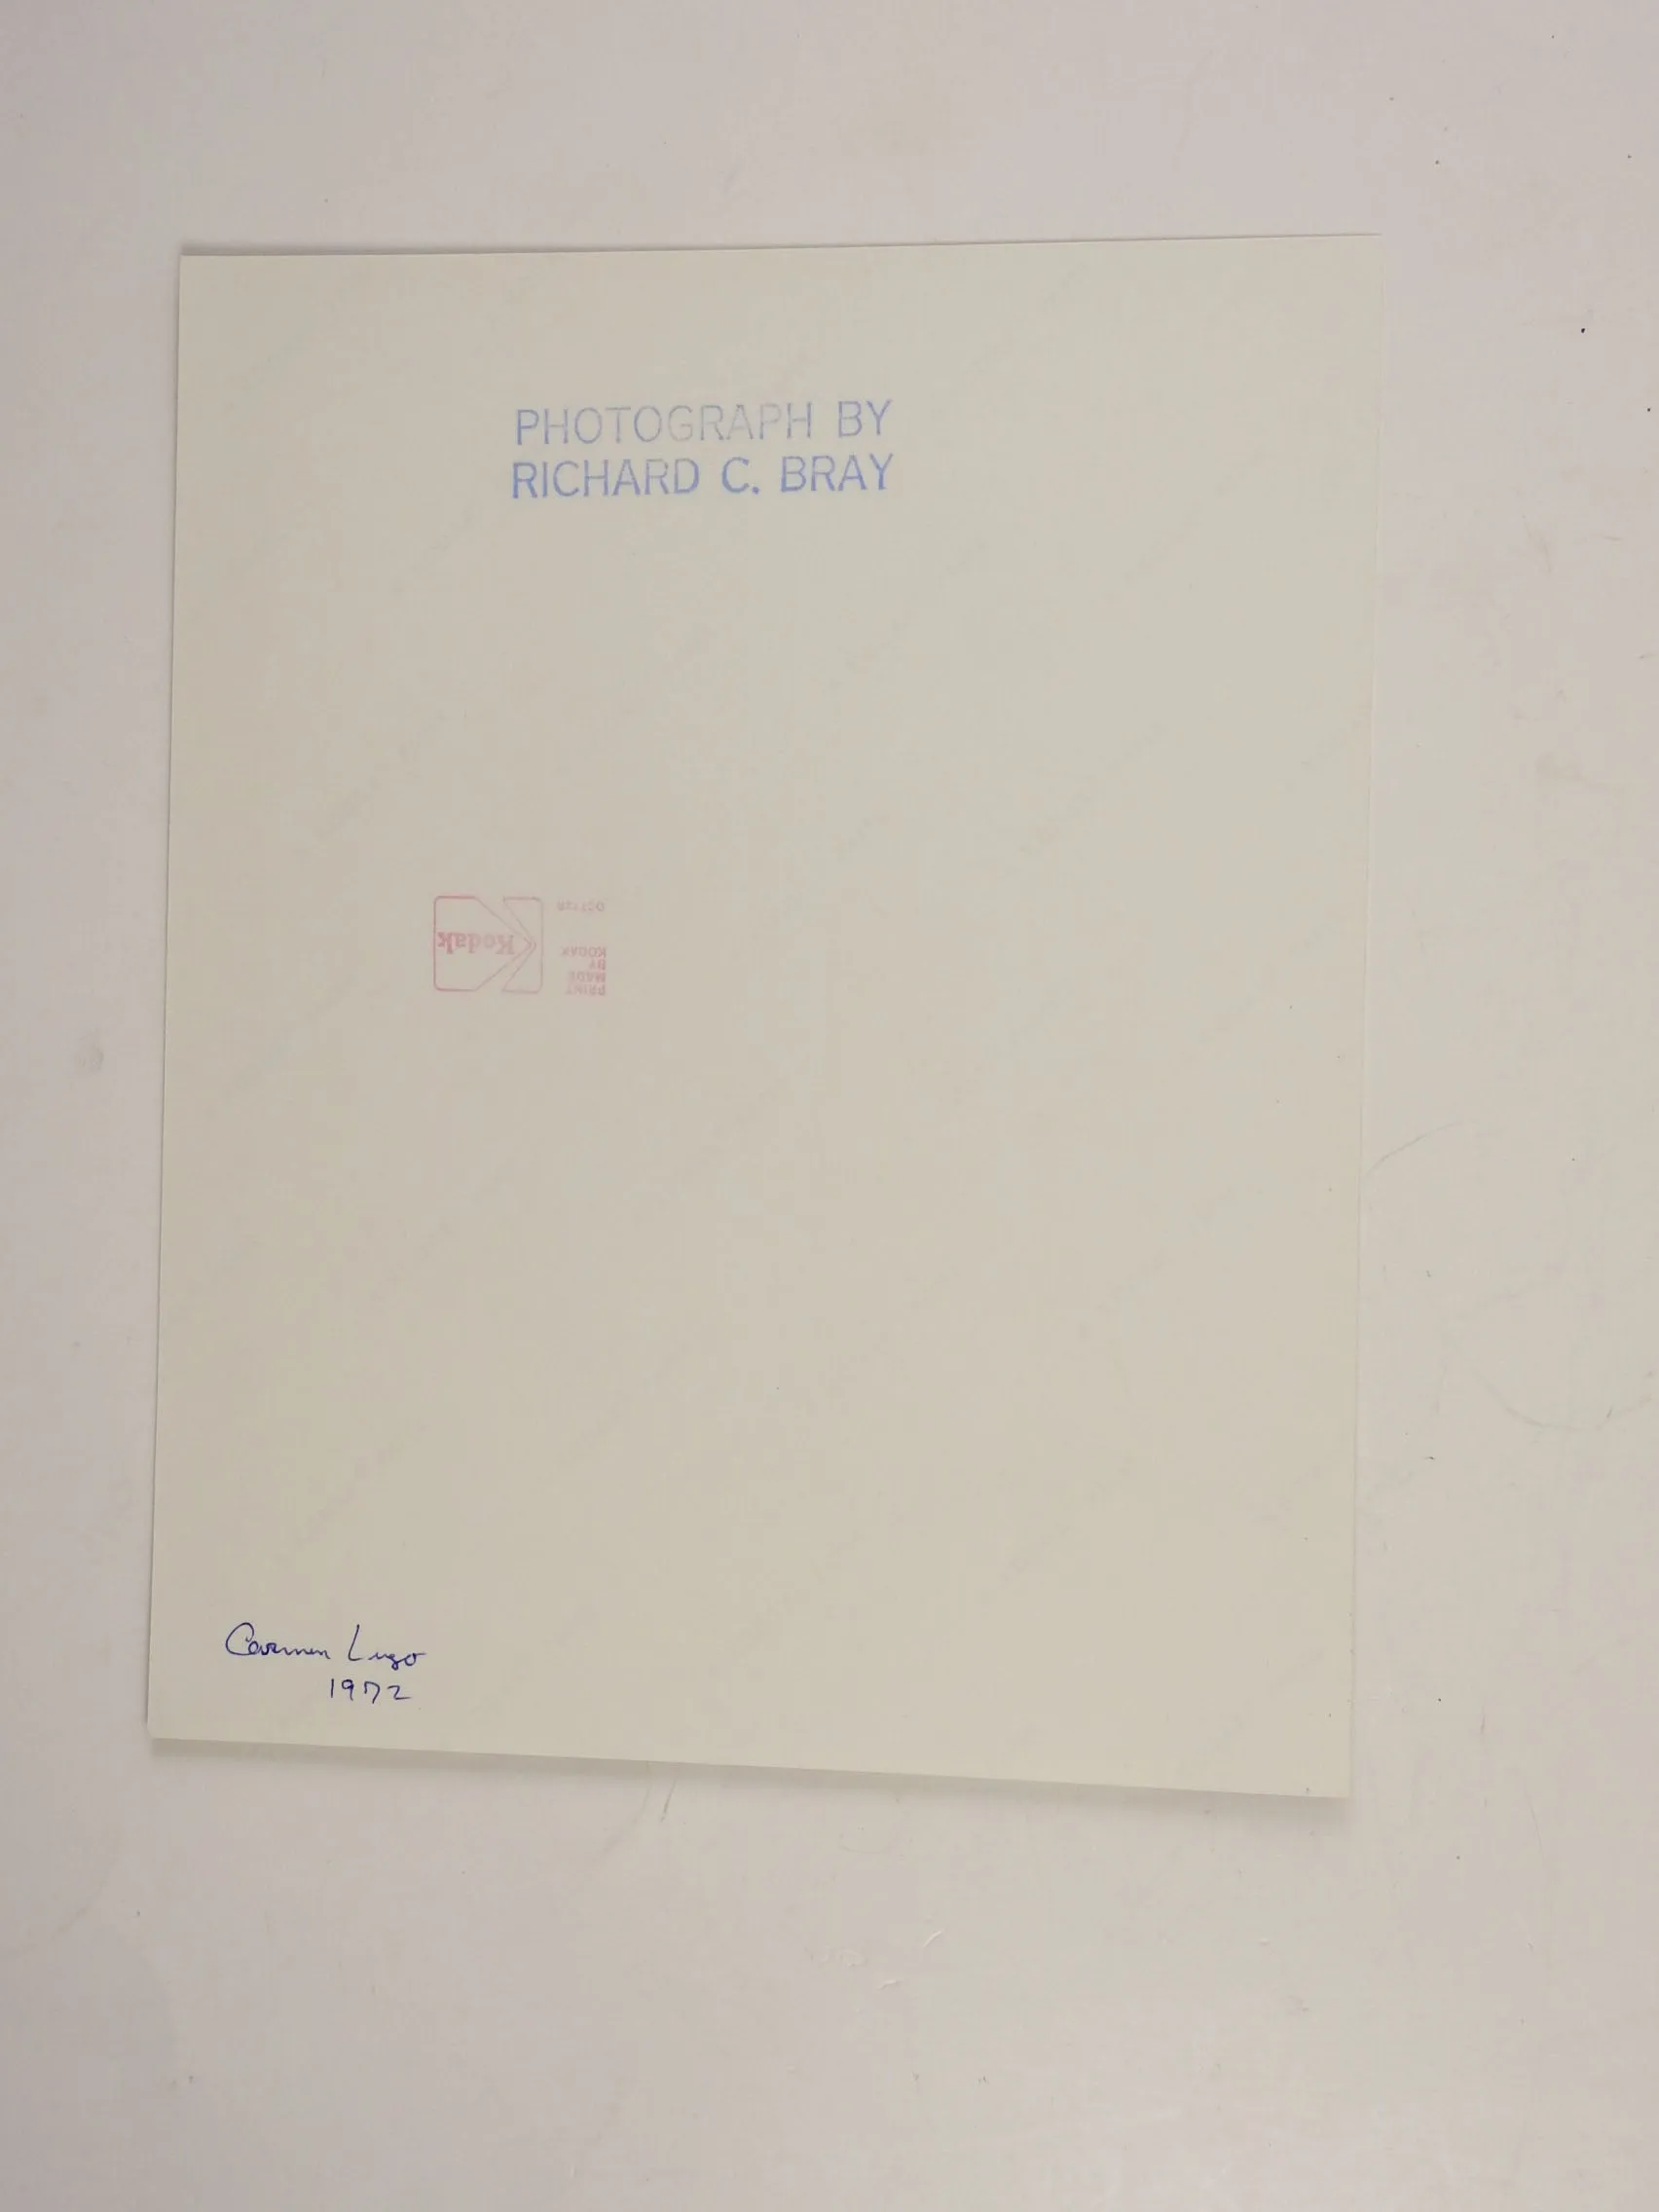 PHOTOGRAPH BY
RICHARD C. BRAY
Kodak
PRINT
MADE
BY
KODAK
Carmen Lugo
1972